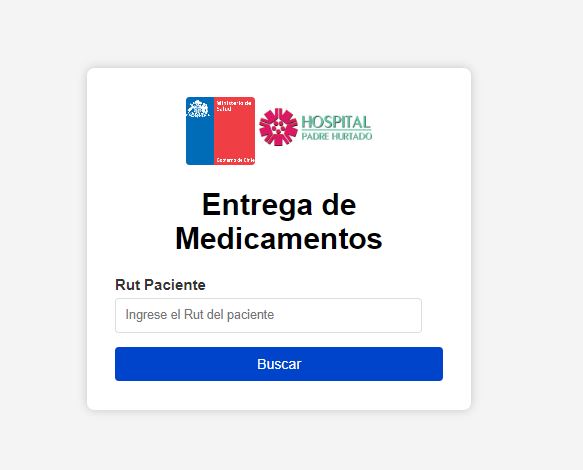 Ministerio de
Salud
Gobierno de Chile
HOSPITAL
PADRE HURTADO
Entrega de
Medicamentos
Rut Paciente
Ingrese el Rut del paciente
Buscar